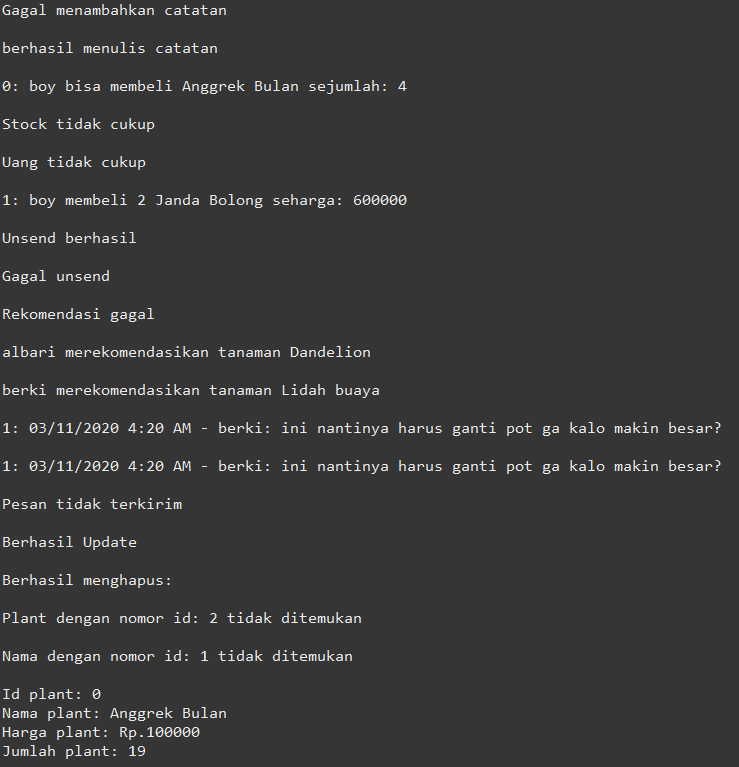 Gagal menambahkan catatan
berhasil menulis catatan
0: boy bisa membeli Anggrek Bulan sejumlah: 4
Stock tidak cukup
Uang tidak cukup
1: boy membeli 2 Janda Bolong seharga: 600000
Unsend berhasil
Gagal unsend
Rekomendasi gagal
albari merekomendasikan tanaman Dandelion
berki merekomendasikan tanaman Lidah buaya
1: 03/11/2020 4:20 AM - berki: ini nantinya harus ganti pot ga kalo makin besar?
1: 03/11/2020 4:20 AM - berki: ini nantinya harus ganti pot ga kalo makin besar?
Pesan tidak terkirim
Berhasil Update
Berhasil menghapus:
Plant dengan nomor id: 2 tidak ditemukan
Nama dengan nomor id: 1 tidak ditemukan
Id plant: 0
Nama plant: Anggrek Bulan
Harga plant: Rp.100000
Jumlah plant: 19